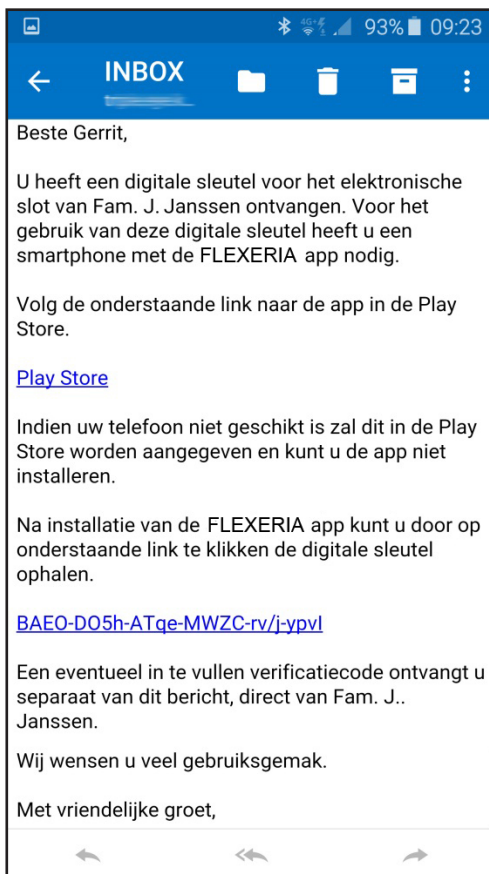 93% 09:23
INBOX
Beste Gerrit,
U heeft een digitale sleutel voor het elektronische
slot van Fam. J. Janssen ontvangen. Voor het
gebruik van deze digitale sleutel heeft u een
smartphone met de FLEXERIA app nodig.
Volg de onderstaande link naar de app in de Play
Store.
Play Store
Indien uw telefoon niet geschikt is zal dit in de Play
Store worden aangegeven en kunt u de app niet
installeren.
Na installatie van de FLEXERIA app kunt u door op
onderstaande link te klikken de digitale sleutel
ophalen.
BAEO-DO5h-ATqe-MWZC-rv/j-ypvI
Een eventueel in te vullen verificatiecode ontvangt u
separaat van dit bericht, direct van Fam. J..
Janssen.
Wij wensen u veel gebruiksgemak.
Met vriendelijke groet,